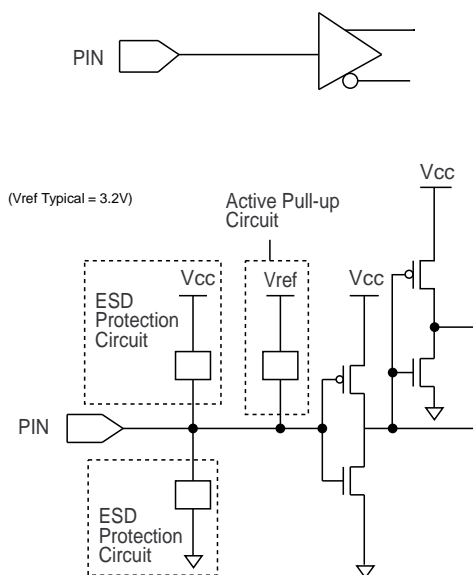 PIN
Vcc
(Vref Typical = 3.2V)
Active Pull-up
Circuit
Vcc
Vref
Vcc
ESD
Protection
Circuit
PIN
ESD
Protection
Circuit